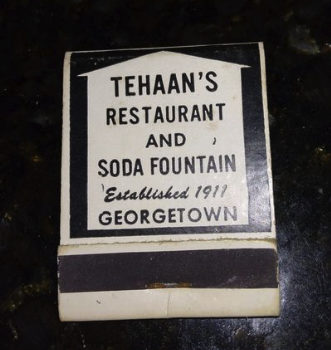 TEHAAN'S
RESTAURANT
AND
SODA FOUNTAIN
Established 1911
GEORGETOWN